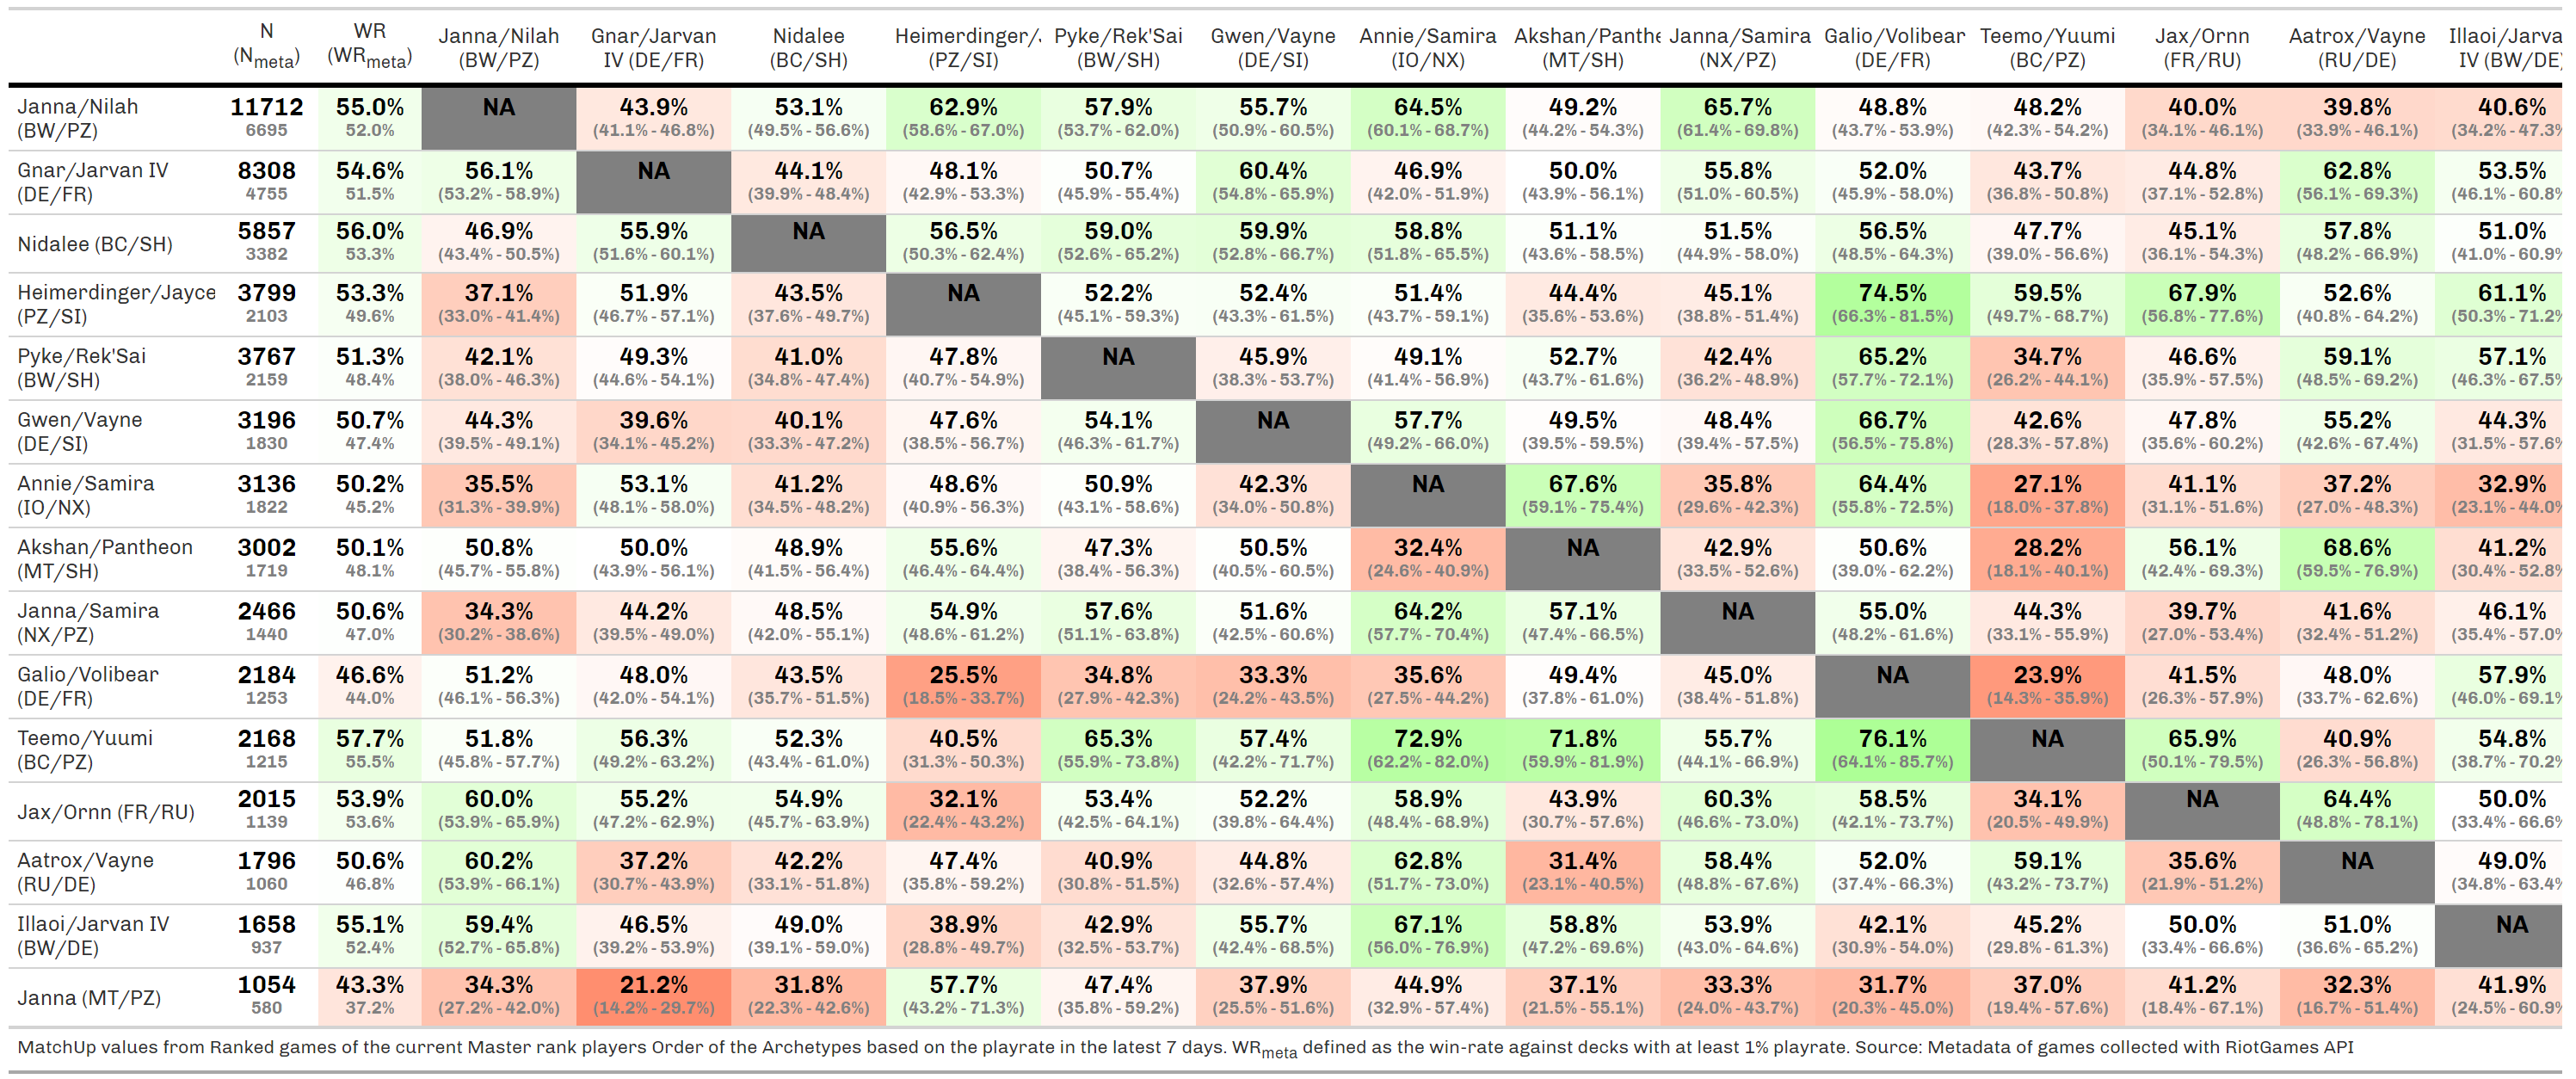 N (N_meta) WR (WR_meta) Janna/Nilah (BW/PZ) Gnar/Jarvan IV (DE/FR) Nidalee (BC/SH) Heimerdinger/J (PZ/SI) Pyke/Rek'Sai (BW/SH) Gwen/Vayne (DE/SI) Annie/Samira (IO/NX) Akshan/Panthe (MT/SH) Janna/Samira (NX/PZ) Galio/Volibear (DE/FR) Teemo/Yuumi (BC/PZ) Jax/Ornn (FR/RU) Aatrox/Vayne (RU/DE) Illaoi/Jarva IV (BW/DE)
Janna/Nilah 11712 55.0% NA 43.9% 53.1% 62.9% 57.9% 55.7% 64.5% 49.2% 65.7% 48.8% 48.2% 40.0% 39.8% 40.6%
(BW/PZ) 6695 52.0% (41.1% - 46.8%) (49.5% - 56.6%) (58.6% - 67.0%) (53.7% - 62.0%) (50.9% - 60.5%) (60.1% - 68.7%) (44.2% - 54.3%) (61.4% - 69.8%) (43.7% - 53.9%) (42.3% - 54.2%) (34.1% - 46.1%) (33.9% - 46.1%) (34.2% - 47.3%
Gnar/Jarvan IV 8308 54.6% 56.1% NA 44.1% 48.1% 50.7% 60.4% 46.9% 50.0% 55.8% 52.0% 43.7% 44.8% 62.8% 53.5%
(DE/FR) 4755 51.5% (53.2% - 58.9%) (39.9% - 48.4%) (42.9% - 53.3%) (45.9% - 55.4%) (54.8% - 65.9%) (42.0% - 51.9%) (43.9% - 56.1%) (51.0% - 60.5%) (45.9% - 58.0%) (36.8% - 50.8%) (37.1% - 52.8%) (56.1% - 69.3%) (46.1% - 60.8%
Nidalee (BC/SH) 5857 56.0% 46.9% 55.9% NA 56.5% 59.0% 59.9% 58.8% 51.1% 51.5% 56.5% 47.7% 45.1% 57.8% 51.0%
3382 53.3% (43.4% - 50.5%) (51.6% - 60.1%) (50.3% - 62.4%) (52.6% - 65.2%) (52.8% - 66.7%) (51.8% - 65.5%) (43.6% - 58.5%) (44.9% - 58.0%) (48.5% - 64.3%) (39.0% - 56.6%) (36.1% - 54.3%) (48.2% - 66.9%) (41.0% - 60.9%
Heimerdinger/Jayce 3799 53.3% 37.1% 51.9% 43.5% NA 52.2% 52.4% 51.4% 44.4% 45.1% 74.5% 59.5% 67.9% 52.6% 61.1%
(PZ/SI) 2103 49.6% (33.0% - 41.4%) (46.7% - 57.1%) (37.6% - 49.7%) (45.1% - 59.3%) (43.3% - 61.5%) (43.7% - 59.1%) (35.6% - 53.6%) (38.8% - 51.4%) (66.3% - 81.5%) (49.7% - 68.7%) (56.8% - 77.6%) (40.8% - 64.2%) (50.3% - 71.2%
Pyke/Rek'Sai 3767 51.3% 42.1% 49.3% 41.0% 47.8% NA 45.9% 49.1% 52.7% 42.4% 65.2% 34.7% 46.6% 59.1% 57.1%
(BW/SH) 2159 48.4% (38.0% - 46.3%) (44.6% - 54.1%) (34.8% - 47.4%) (40.7% - 54.9%) (38.3% - 53.7%) (41.4% - 56.9%) (43.7% - 61.6%) (36.2% - 48.9%) (57.7% - 72.1%) (26.2% - 44.1%) (35.9% - 57.5%) (48.5% - 69.2%) (46.3% - 67.5%
Gwen/Vayne 3196 50.7% 44.3% 39.6% 40.1% 47.6% 54.1% NA 57.7% 49.5% 48.4% 66.7% 42.6% 47.8% 55.2% 44.3%
(DE/SI) 1830 47.4% (39.5% - 49.1%) (34.1% - 45.2%) (33.3% - 47.2%) (38.5% - 56.7%) (46.3% - 61.7%) (49.2% - 66.0%) (39.5% - 59.5%) (39.4% - 57.5%) (56.5% - 75.8%) (28.3% - 57.8%) (35.6% - 60.2%) (42.6% - 67.4%) (31.5% - 57.6%
Annie/Samira 3136 50.2% 35.5% 53.1% 41.2% 48.6% 50.9% 42.3% NA 67.6% 35.8% 64.4% 27.1% 41.1% 37.2% 32.9%
(IO/NX) 1822 45.2% (31.3% - 39.9%) (48.1% - 58.0%) (34.5% - 48.2%) (40.9% - 56.3%) (43.1% - 58.6%) (34.0% - 50.8%) (59.1% - 75.4%) (29.6% - 42.3%) (55.8% - 72.5%) (18.0% - 37.8%) (31.1% - 51.6%) (27.0% - 48.3%) (23.1% - 44.0%
Akshan/Pantheon 3002 50.1% 50.8% 50.0% 48.9% 55.6% 47.3% 50.5% 32.4% NA 42.9% 50.6% 28.2% 56.1% 68.6% 41.2%
(MT/SH) 1719 48.1% (45.7% - 55.8%) (43.9% - 56.1%) (41.5% - 56.4%) (46.4% - 64.4%) (38.4% - 56.3%) (40.5% - 60.5%) (24.6% - 40.9%) (33.5% - 52.6%) (39.0% - 62.2%) (18.1% - 40.1%) (42.4% - 69.3%) (59.5% - 76.9%) (30.4% - 52.8%
Janna/Samira 2466 50.6% 34.3% 44.2% 48.5% 54.9% 57.6% 51.6% 64.2% 57.1% NA 55.0% 44.3% 39.7% 41.6% 46.1%
(NX/PZ) 1440 47.0% (30.2% - 38.6%) (39.5% - 49.0%) (42.0% - 55.1%) (48.6% - 61.2%) (51.1% - 63.8%) (42.5% - 60.6%) (57.7% - 70.4%) (47.4% - 66.5%) (48.2% - 61.6%) (33.1% - 55.9%) (27.0% - 53.4%) (32.4% - 51.2%) (35.4% - 57.0%
Galio/Volibear 2184 46.6% 51.2% 48.0% 43.5% 25.5% 34.8% 33.3% 35.6% 49.4% 45.0% NA 23.9% 41.5% 48.0% 57.9%
(DE/FR) 1253 44.0% (46.1% - 56.3%) (42.0% - 54.1%) (35.7% - 51.5%) (18.5% - 33.7%) (27.9% - 42.3%) (24.2% - 43.5%) (27.5% - 44.2%) (37.8% - 61.0%) (38.4% - 51.8%) (14.3% - 35.9%) (26.3% - 57.9%) (33.7% - 62.6%) (46.0% - 69.1%
Teemo/Yuumi 2168 57.7% 51.8% 56.3% 52.3% 40.5% 65.3% 57.4% 72.9% 71.8% 55.7% 76.1% NA 65.9% 40.9% 54.8%
(BC/PZ) 1215 55.5% (45.8% - 57.7%) (49.2% - 63.2%) (43.4% - 61.0%) (31.3% - 50.3%) (55.9% - 73.8%) (42.2% - 71.7%) (62.2% - 82.0%) (59.9% - 81.9%) (44.1% - 66.9%) (64.1% - 85.7%) (50.1% - 79.5%) (26.3% - 56.8%) (38.7% - 70.2%
Jax/Ornn (FR/RU) 2015 53.9% 60.0% 55.2% 54.9% 32.1% 53.4% 52.2% 58.9% 43.9% 60.3% 58.5% 34.1% NA 64.4% 50.0%
1139 53.6% (53.9% - 65.9%) (47.2% - 62.9%) (45.7% - 63.9%) (22.4% - 43.2%) (42.5% - 64.1%) (39.8% - 64.4%) (48.4% - 68.9%) (30.7% - 57.6%) (46.6% - 73.0%) (42.1% - 73.7%) (20.5% - 49.9%) (48.8% - 78.1%) (33.4% - 66.6%
Aatrox/Vayne 1796 50.6% 60.2% 37.2% 42.2% 47.4% 40.9% 44.8% 62.8% 31.4% 58.4% 52.0% 59.1% 35.6% NA 49.0%
(RU/DE) 1060 46.8% (53.9% - 66.1%) (30.7% - 43.9%) (33.1% - 51.8%) (35.8% - 59.2%) (30.8% - 51.5%) (32.6% - 57.4%) (51.7% - 73.0%) (23.1% - 40.5%) (48.8% - 67.6%) (37.4% - 66.3%) (43.2% - 73.7%) (21.9% - 51.2%) (34.8% - 63.4%
Illaoi/Jarvan IV 1658 55.1% 59.4% 46.5% 49.0% 38.9% 42.9% 55.7% 67.1% 58.8% 53.9% 42.1% 45.2% 50.0% 51.0% NA
(BW/DE) 937 52.4% (52.7% - 65.8%) (39.2% - 53.9%) (39.1% - 59.0%) (28.8% - 49.7%) (32.5% - 53.7%) (42.4% - 68.5%) (56.0% - 76.9%) (47.2% - 69.6%) (43.0% - 64.6%) (30.9% - 54.0%) (29.8% - 61.3%) (33.4% - 66.6%) (36.6% - 65.2%)
Janna (MT/PZ) 1054 43.3% 34.3% 21.2% 31.8% 57.7% 47.4% 37.9% 44.9% 37.1% 33.3% 31.7% 37.0% 41.2% 32.3% 41.9%
580 37.2% (27.2% - 42.0%) (14.2% - 29.7%) (22.3% - 42.6%) (43.2% - 71.3%) (35.8% - 59.2%) (25.5% - 51.6%) (32.9% - 57.4%) (21.5% - 55.1%) (24.0% - 43.7%) (20.3% - 45.0%) (19.4% - 57.6%) (18.4% - 67.1%) (16.7% - 51.4%) (24.5% - 60.9%
MatchUp values from Ranked games of the current Master rank players Order of the Archetypes based on the playrate in the latest 7 days. WR_meta defined as the win-rate against decks with at least 1% playrate. Source: Metadata of games collected with RiotGames API